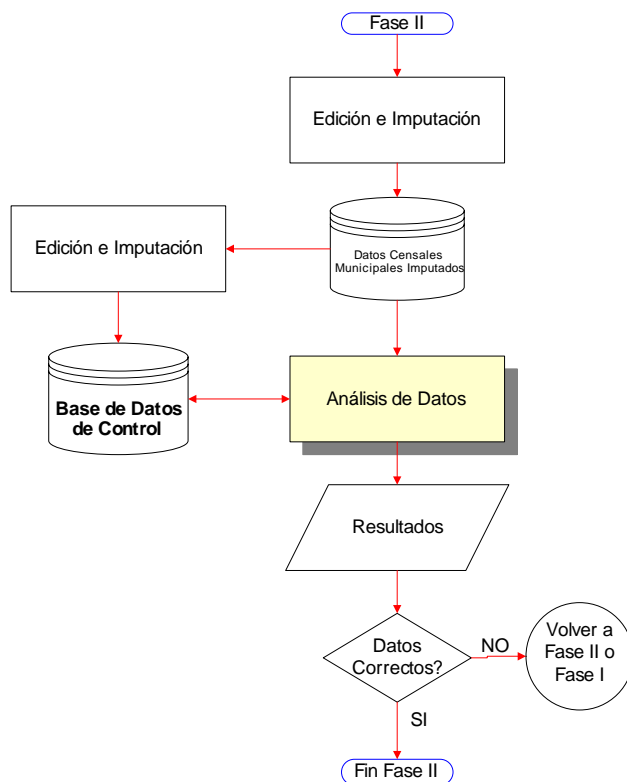 Fase II
Edición e Imputación
Edición e Imputación
Datos Censales
Municipales Imputados
Base de Datos
de Control
Análisis de Datos
Resultados
Datos
Correctos?
NO
Volver a
Fase II o
Fase I
SI
Fin Fase II